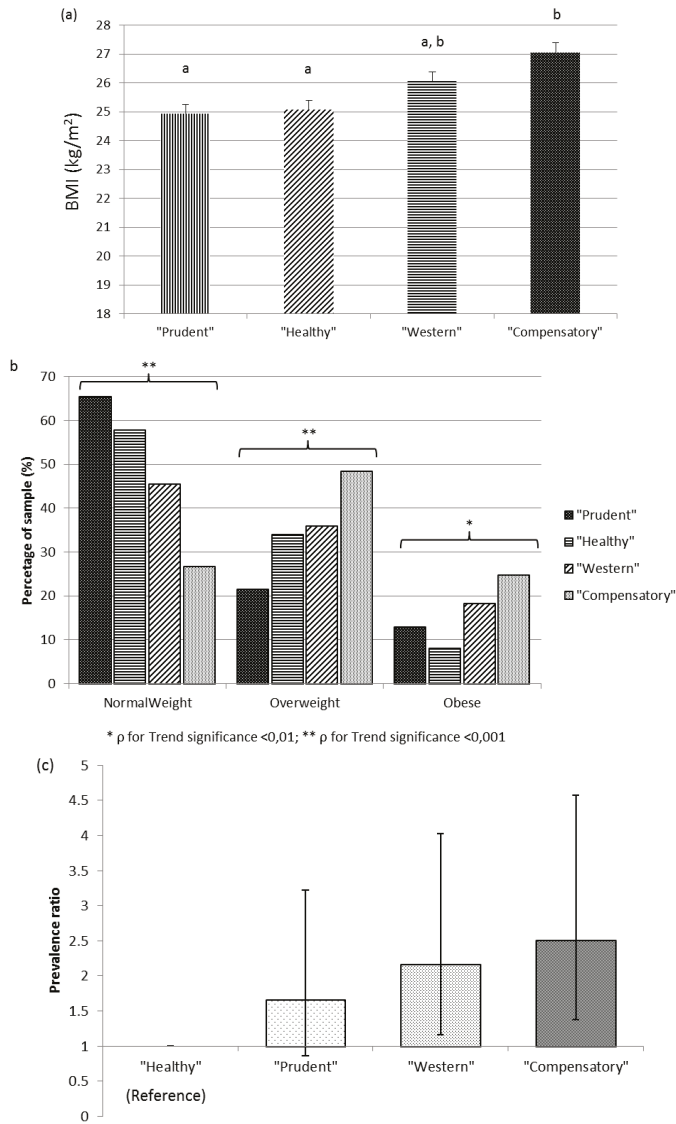 (a)
BMI (kg/m²)
28
27
26
25
24
23
22
21
20
19
18
a
a
a, b
b
"Prudent"
"Healthy"
"Western"
"Compensatory"
b
Percetage of sample (%)
70
60
50
40
30
20
10
0
**
**
*
NormalWeight
Overweight
Obese
"Prudent"
"Healthy"
"Western"
"Compensatory"
* ρ for Trend significance <0,01; ** ρ for Trend significance <0,001
(c)
Prevalence ratio
5
4.5
4
3.5
3
2.5
2
1.5
1
0.5
0
"Healthy"
(Reference)
"Prudent"
"Western"
"Compensatory"